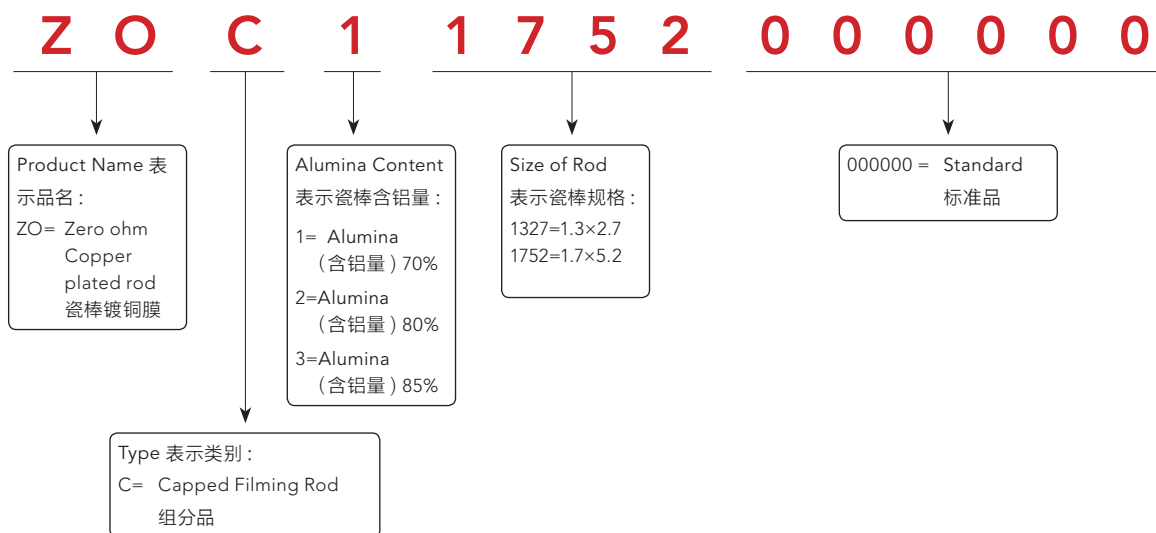 Z O C 1 1 7 5 2 0 0 0 0 0 0
Product Name 表
示品名 :
ZO= Zero ohm
Copper
plated rod
瓷棒镀铜膜
Alumina Content
表示瓷棒含铝量 :
1= Alumina
（含铝量 ) 70%
2=Alumina
（含铝量 ) 80%
3=Alumina
（含铝量 ) 85%
Size of Rod
表示瓷棒规格 :
1327=1.3×2.7
1752=1.7×5.2
000000 = Standard
标准品
Type 表示类别 :
C= Capped Filming Rod
组分品